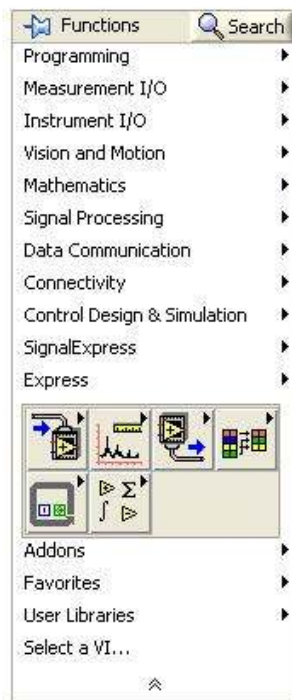 Functions Search
Programming
Measurement I/O
Instrument I/O
Vision and Motion
Mathematics
Signal Processing
Data Communication
Connectivity
Control Design & Simulation
SignalExpress
Express
Addons
Favorites
User Libraries
Select a VI...